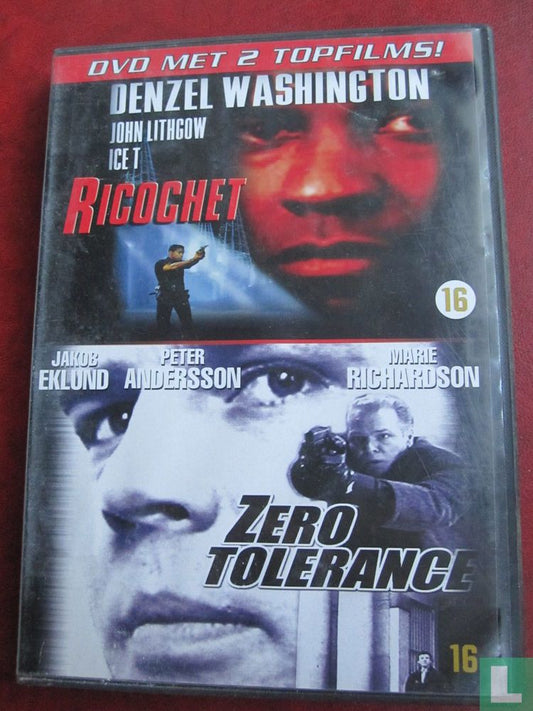 DVD MET 2 TOPFILMS!
DENZEL WASHINGTON
JOHN LITHGOW
ICE T
RICOCHET
16
JAKOB EKLUND
PETER ANDERSSON
MARIE RICHARDSON
ZERO
TOLERANCE
16
L